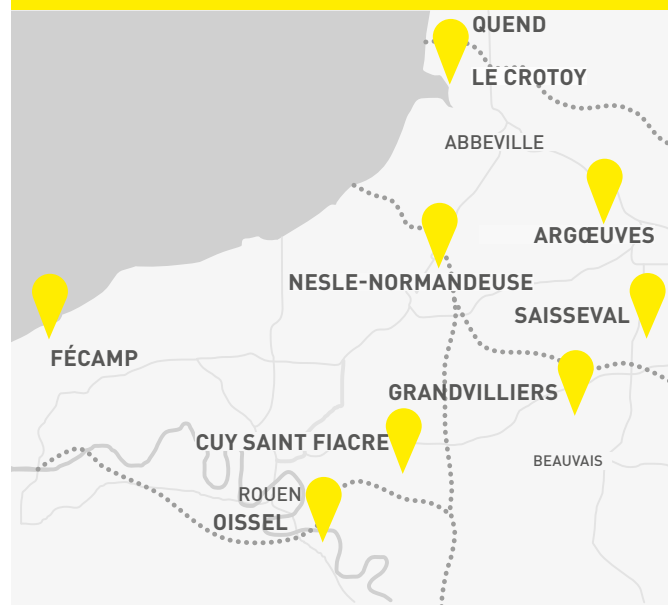 QUEND
LE CROTOY
ABBEVILLE
ARGŒUVES
NESLE-NORMANDEUSE
SAISSEVAL
FÉCAMP
GRANDVILLIERS
CUY SAINT FIACRE
BEAUVAIS
ROUEN
OISSEL